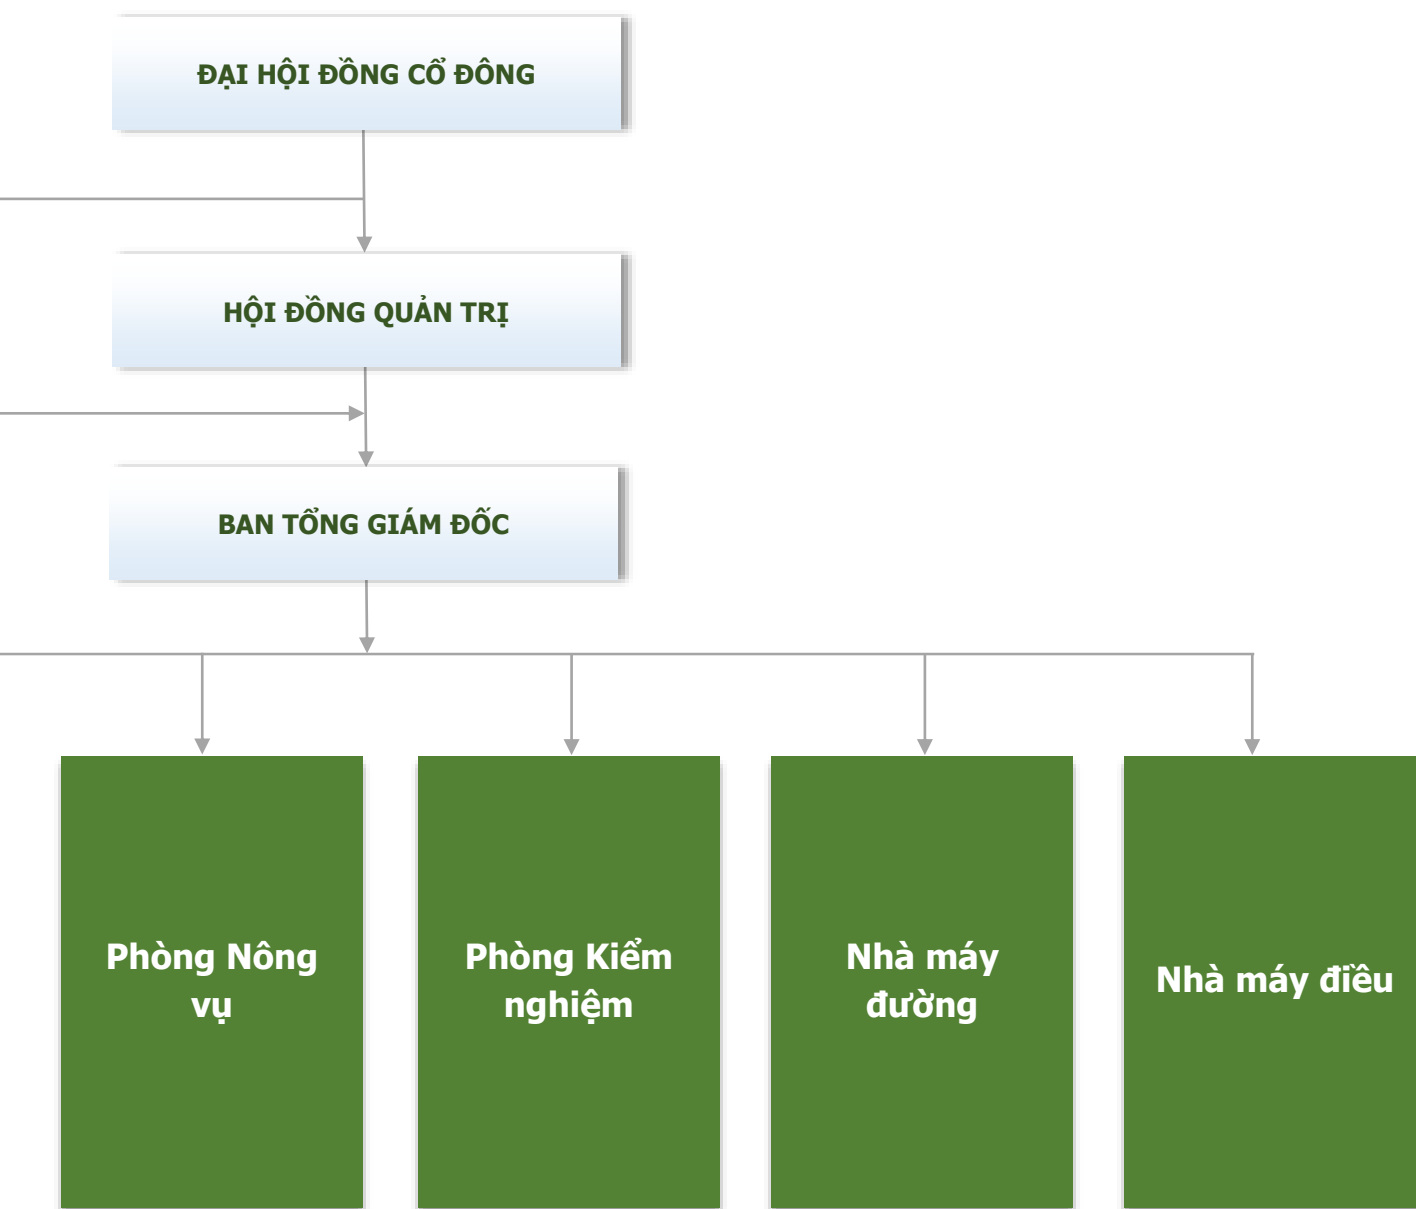 ĐẠI HỘI ĐỒNG CỔ ĐÔNG
HỘI ĐỒNG QUẢN TRỊ
BAN TỔNG GIÁM ĐỐC
Phòng Nông
vụ
Phòng Kiểm
nghiệm
Nhà máy
đường
Nhà máy điều